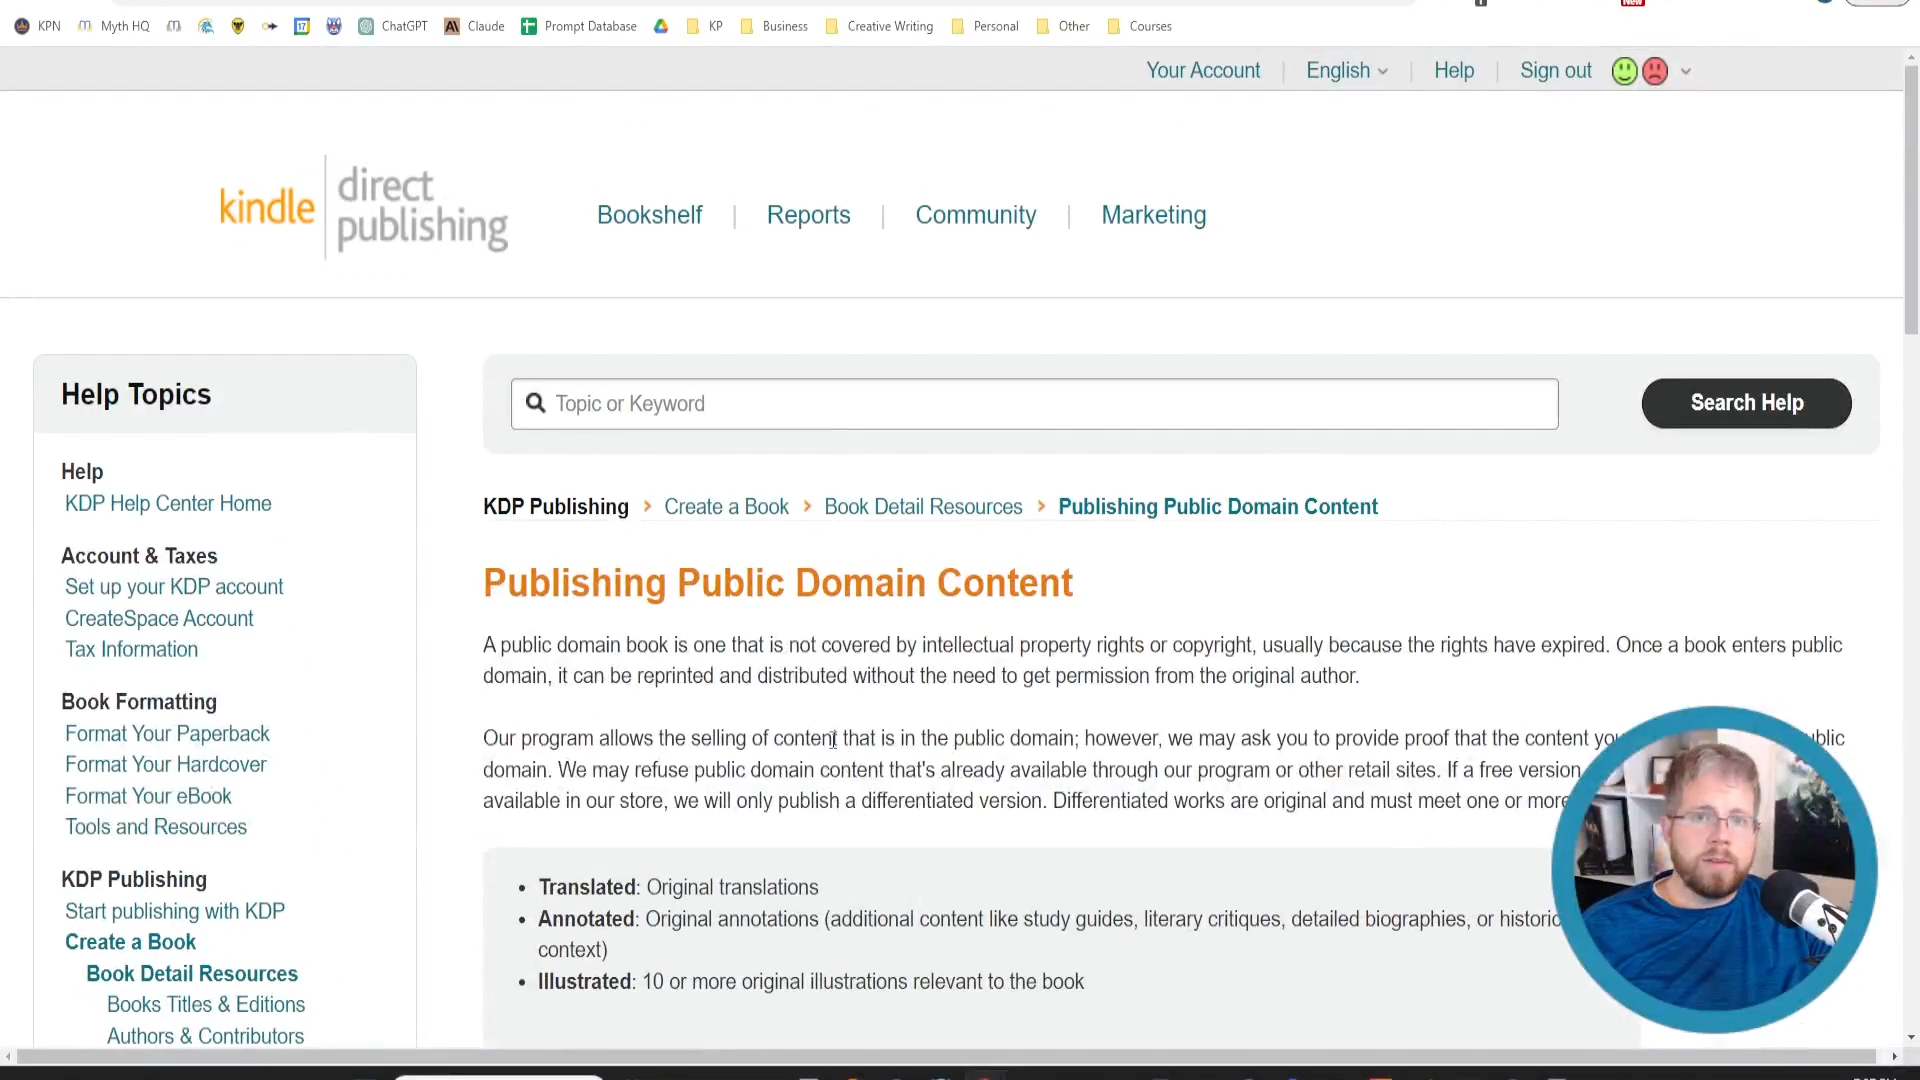 KPN Myth HQ ChatGPT Claude Prompt Database KP Business Creative Writing Personal Other Courses
New
17
Your Account English Help Sign out
kindle direct publishing
Bookshelf Reports Community Marketing
Help Topics
Topic or Keyword
Search Help
Help
KDP Help Center Home
Account & Taxes
Set up your KDP account
CreateSpace Account
Tax Information
Book Formatting
Format Your Paperback
Format Your Hardcover
Format Your eBook
Tools and Resources
KDP Publishing
Start publishing with KDP
Create a Book
Book Detail Resources
Books Titles & Editions
Authors & Contributors
KDP Publishing › Create a Book › Book Detail Resources › Publishing Public Domain Content
Publishing Public Domain Content
A public domain book is one that is not covered by intellectual property rights or copyright, usually because the rights have expired. Once a book enters public
domain, it can be reprinted and distributed without the need to get permission from the original author.
Our program allows the selling of content that is in the public domain; however, we may ask you to provide proof that the content
domain. We may refuse public domain content that's already available through our program or other retail sites. If a free version
available in our store, we will only publish a differentiated version. Differentiated works are original and must meet one or more
• Translated: Original translations
• Annotated: Original annotations (additional content like study guides, literary critiques, detailed biographies, or
context)
• Illustrated: 10 or more original illustrations relevant to the book